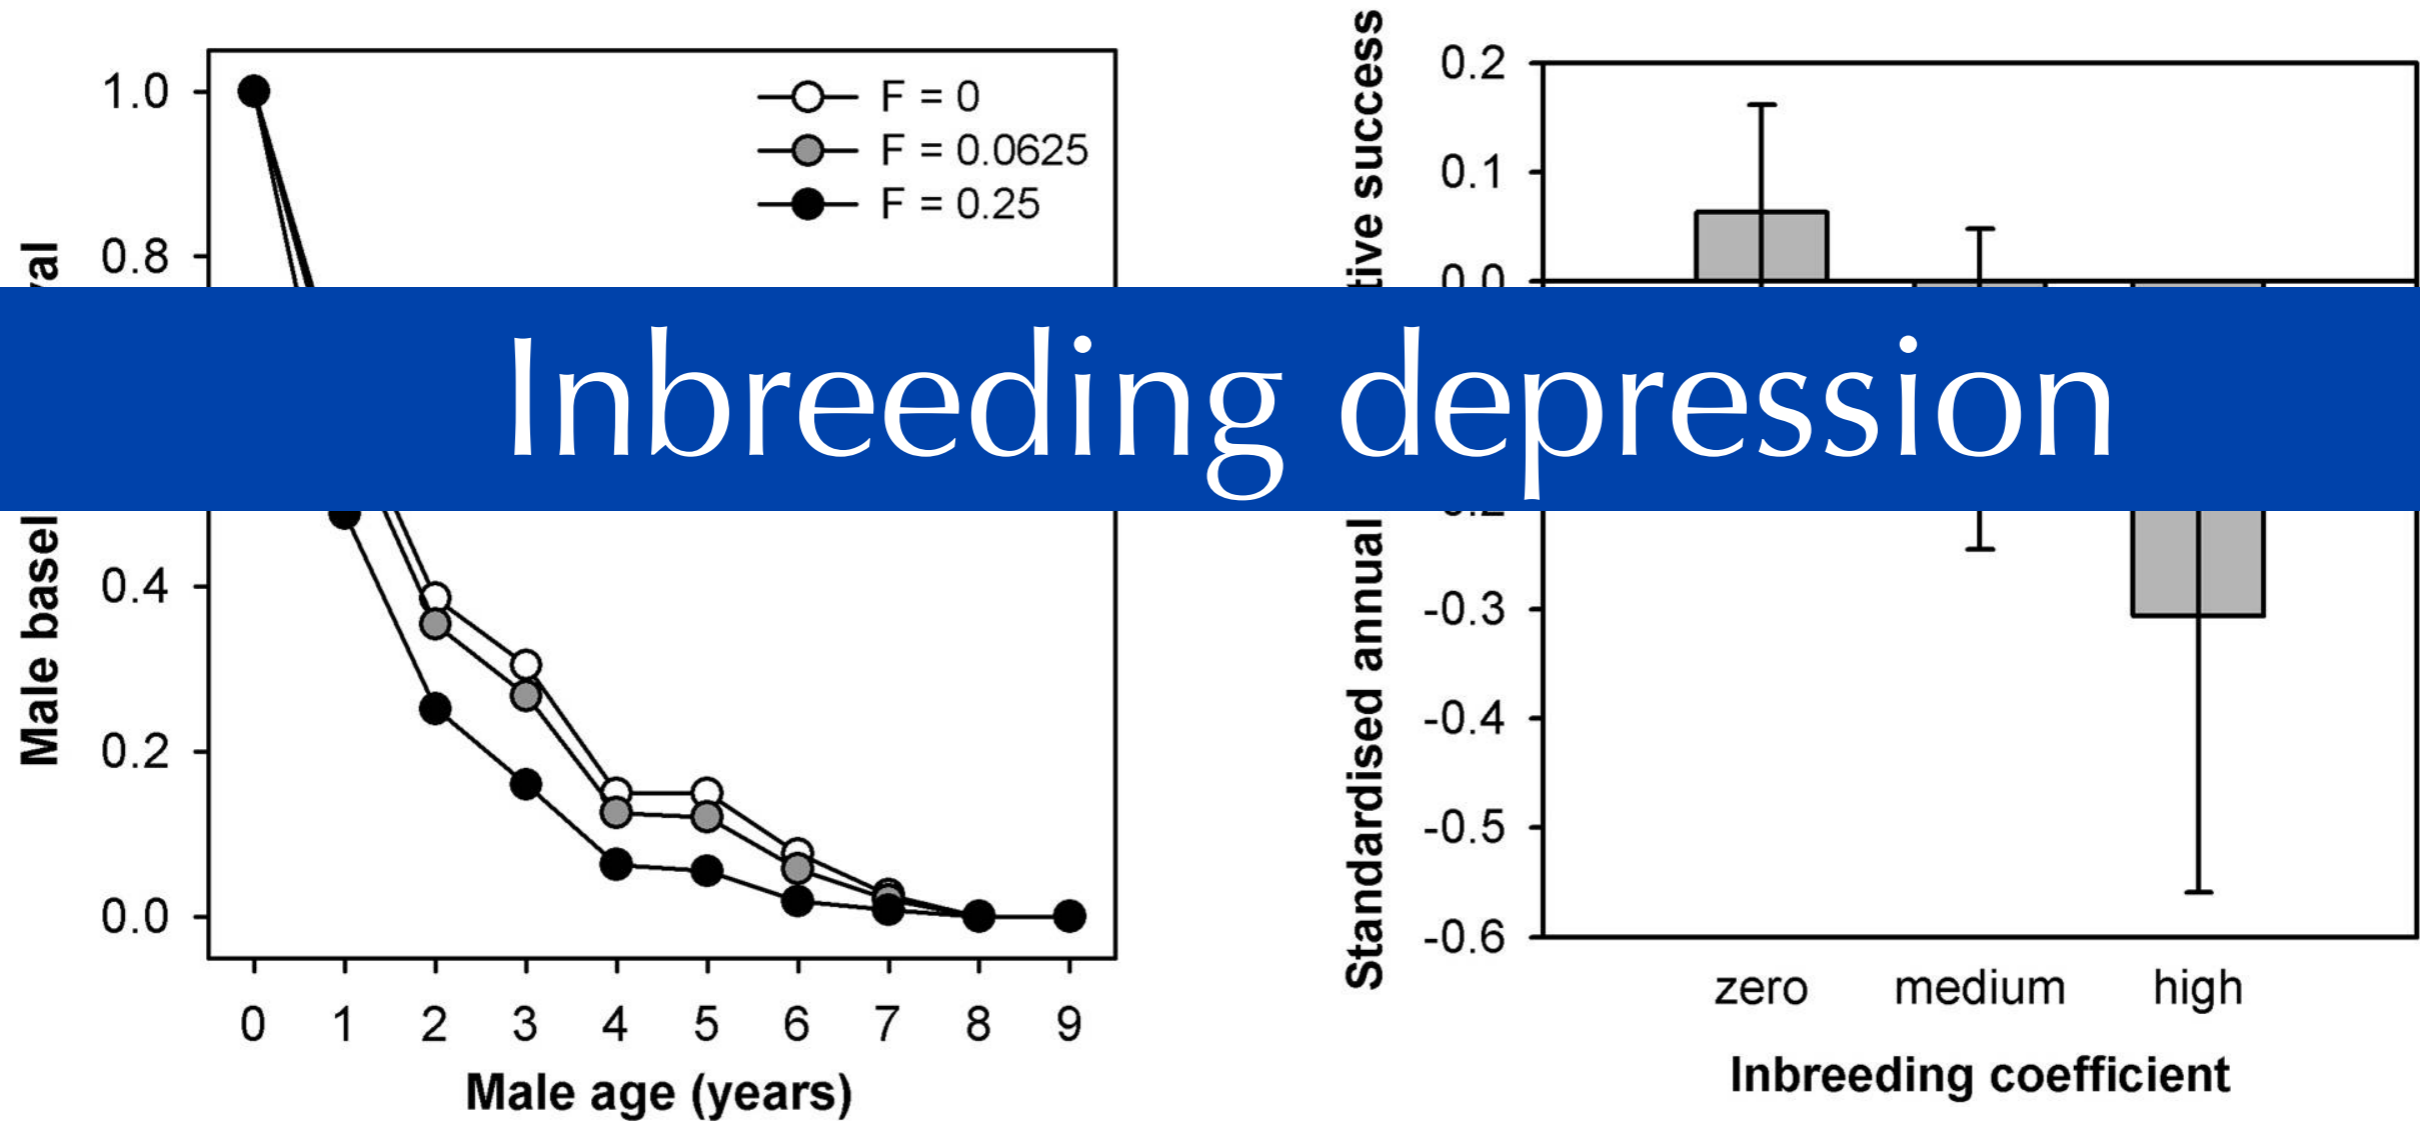 1.0
0.8
0.4
0.2
0.0
F = 0
F = 0.0625
F = 0.25
0 1 2 3 4 5 6 7 8 9
Male age (years)
Male
Inbreeding depression
Standardised annual
success
0.2
0.1
0.0
-0.3
-0.4
-0.5
-0.6
zero medium high
Inbreeding coefficient